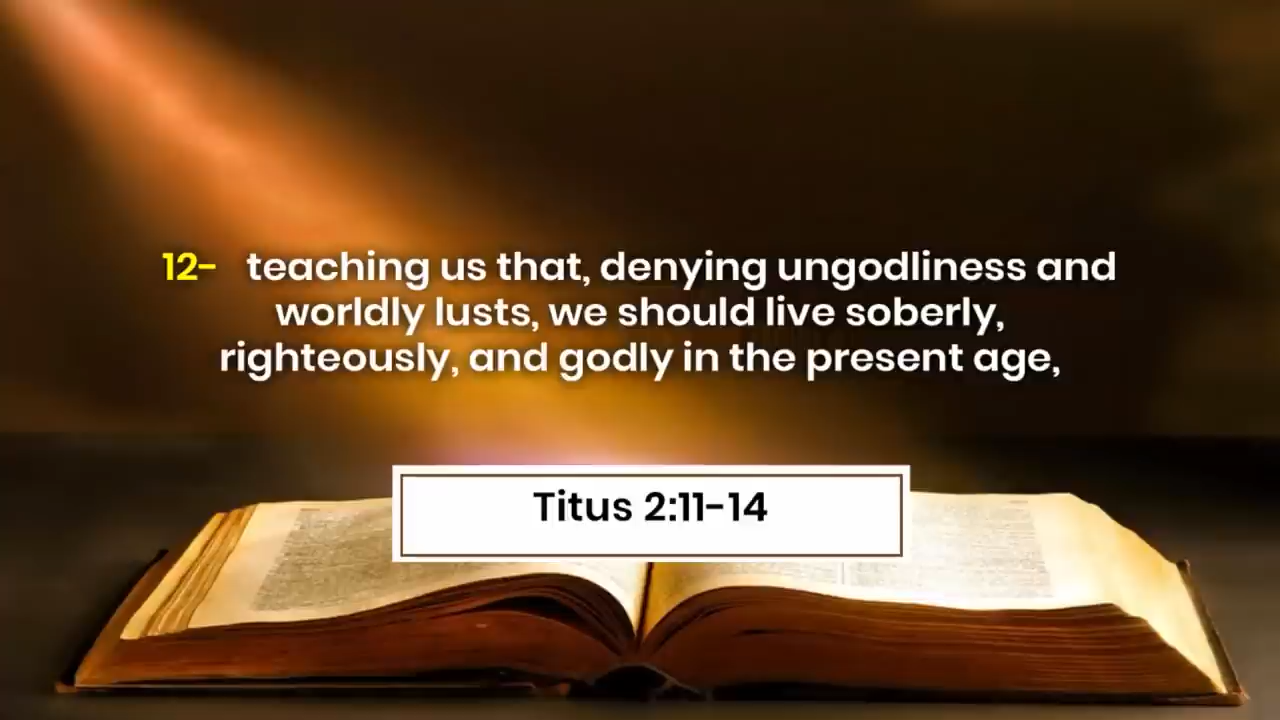 12- teaching us that, denying ungodliness and
worldly lusts, we should live soberly,
righteously, and godly in the present age,
Titus 2:11-14